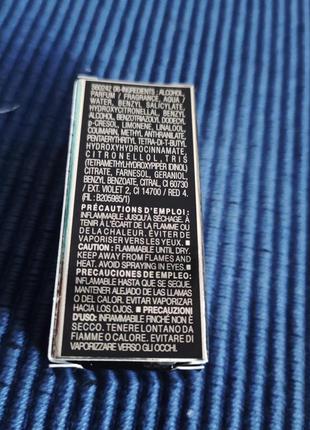 SB0242 06-INGREDIENTS : ALCOHOL,
PARFUM / FRAGRANCE, AQUA /
WATER, BENZYL SALICYLATE,
HYDROXYCITRONELLAL, BENZYL
ALCOHOL, BENZOTRIAZOLYL DODECYL
p-CRESOL, LIMONENE, LINALOOL,
COUMARIN, METHYL ANTHRANILATE,
PENTAERYTHRITYL TETRA-DI-T-BUTYL
HYDROXYHYDROCINNAMATE,
CITRONELLOL, TRIS
(TETRAMETHYLHYDROXYPIPERIDINOL)
CITRATE, FARNESOL, GERANIOL,
BENZYL BENZOATE, CITRAL, CI 60730
/ EXT. VIOLET 2, CI 14700 / RED 4.
(FIL : B205985/1)
PRÉCAUTIONS D'EMPLOI :
INFLAMMABLE JUSQU'À SÉCHAGE. À
TENIR À L'ÉCART DE LA FLAMME OU
DE LA CHALEUR. ÉVITER DE
VAPORISER VERS LES YEUX.
CAUTION : FLAMMABLE UNTIL DRY.
KEEP AWAY FROM FLAMES AND
HEAT. AVOID SPRAYING IN EYES.
PRECAUCIONES DE EMPLEO:
INFLAMABLE HASTA QUE SE SEQUE.
MANTENER ALEJADO DE LAS LLAMAS
O DEL CALOR. EVITAR VAPORIZAR
HACIA LOS OJOS. PRECAUZIONI
D'USO: INFIAMMABILE FINCHÉ NON È
SECCO. TENERE LONTANO DA
FIAMME O CALORE. EVITARE DI
VAPORIZZARE VERSO GLI OCCHI.